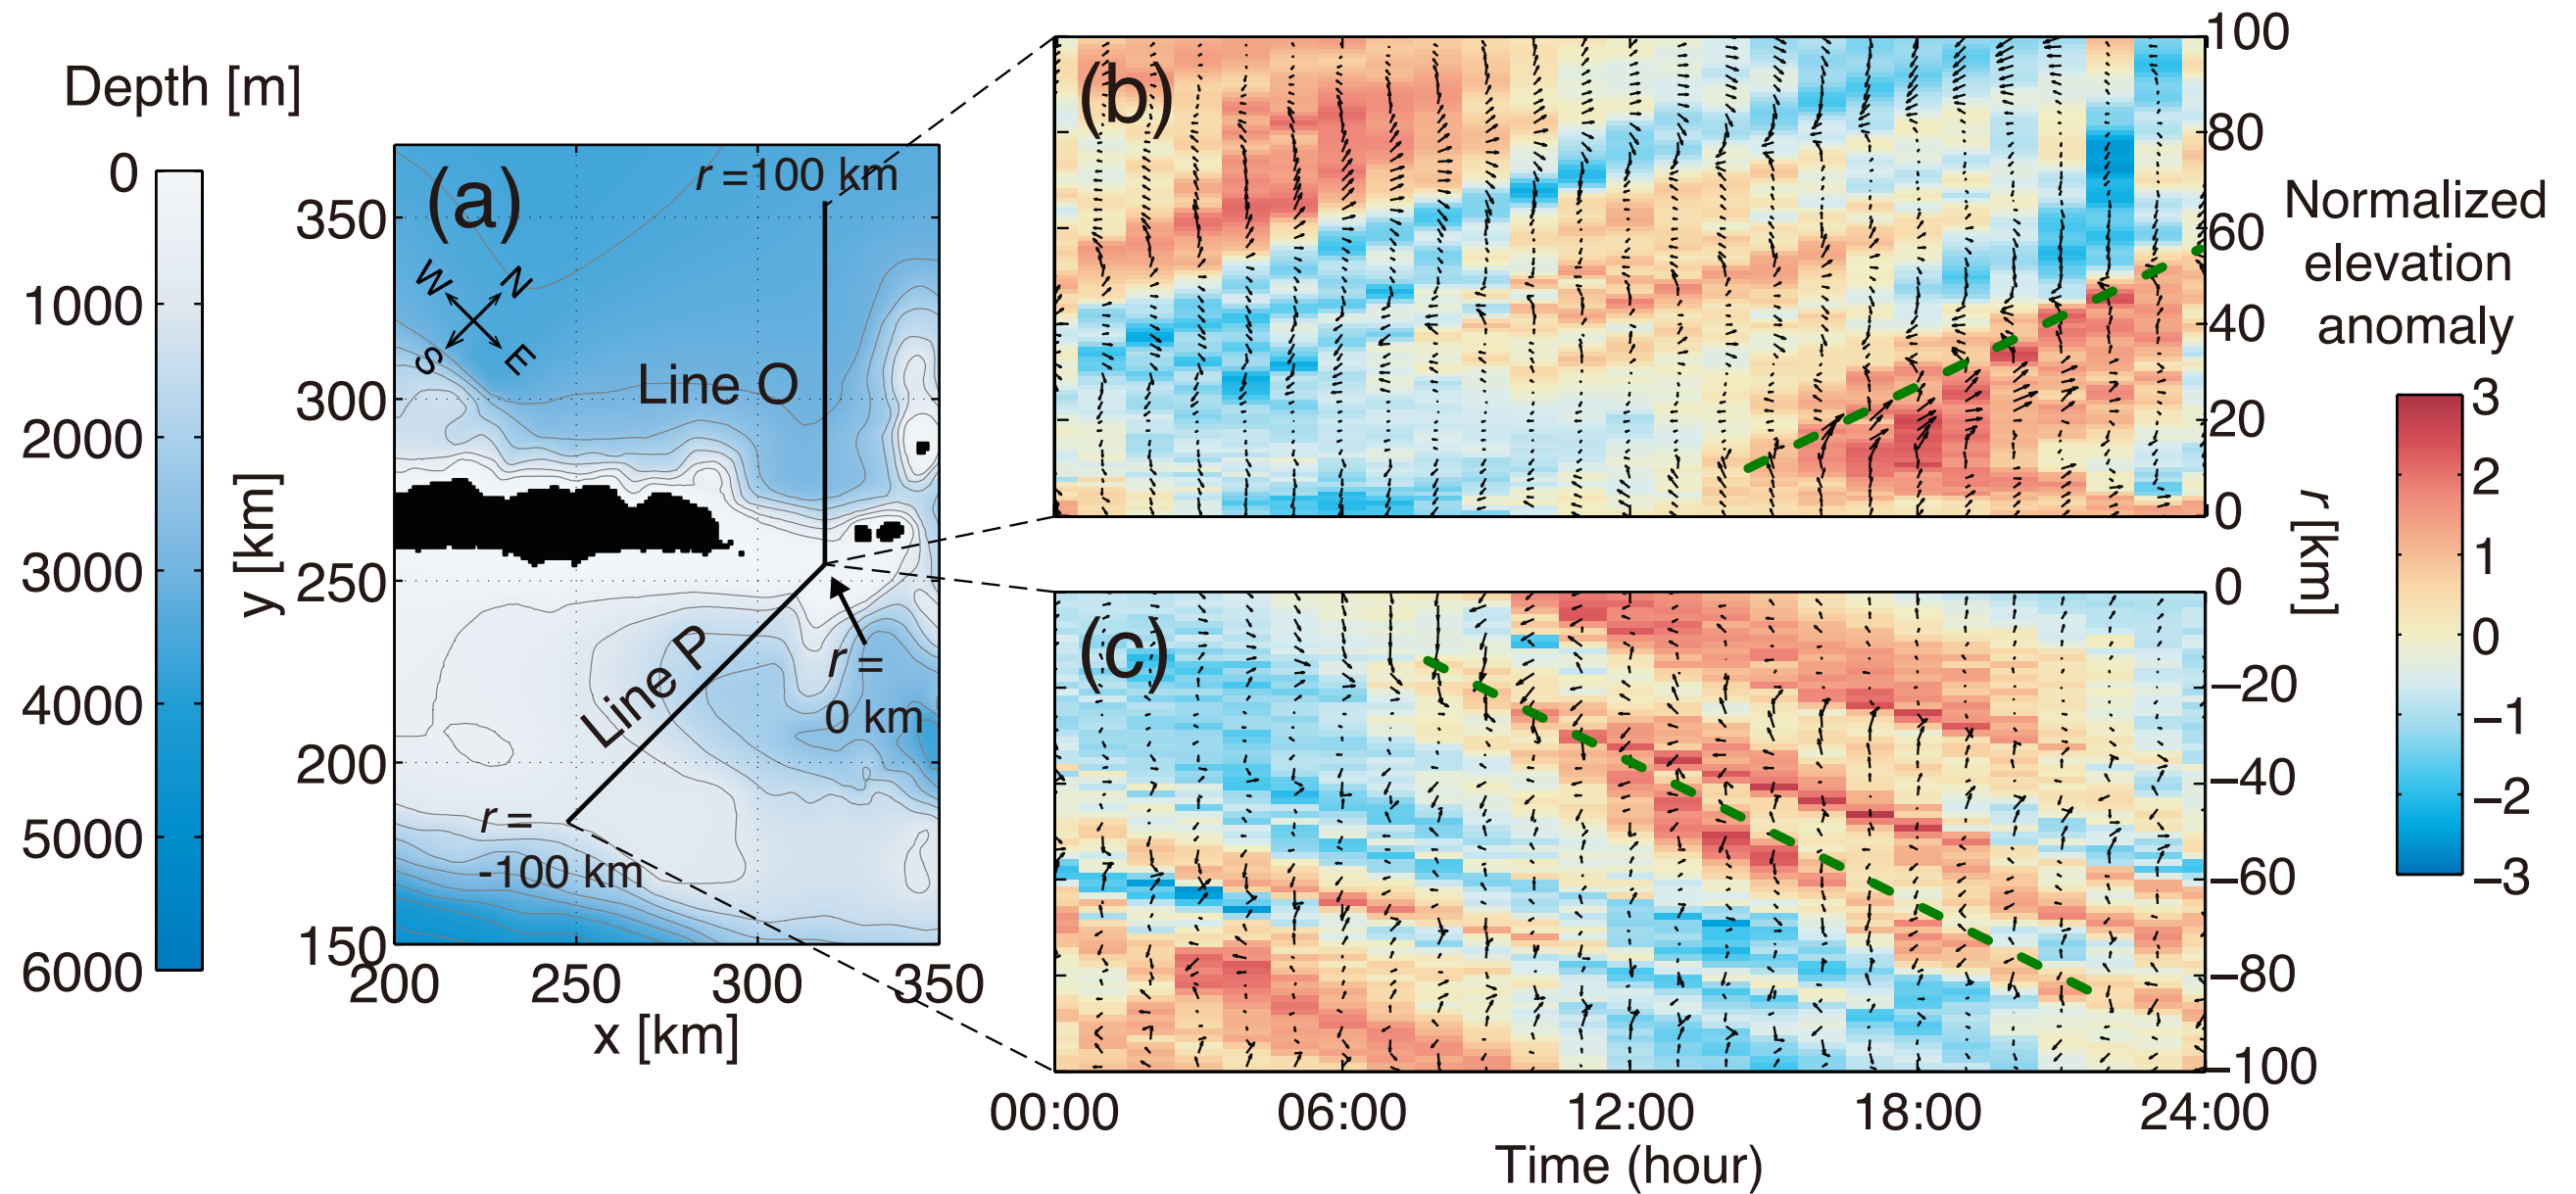 Depth [m]
0
1000
2000
3000
4000
5000
6000
(a)
r =100 km
W
N
S
E
Line O
Line P
r =
0 km
r =
-100 km
350
300
250
200
150
y [km]
200
250
300
350
x [km]
(b)
100
80
60
40
20
0
(c)
0
−20
−40
−60
−80
−100
r [km]
00:00
06:00
12:00
18:00
24:00
Time (hour)
Normalized
elevation
anomaly
3
2
1
0
−1
−2
−3